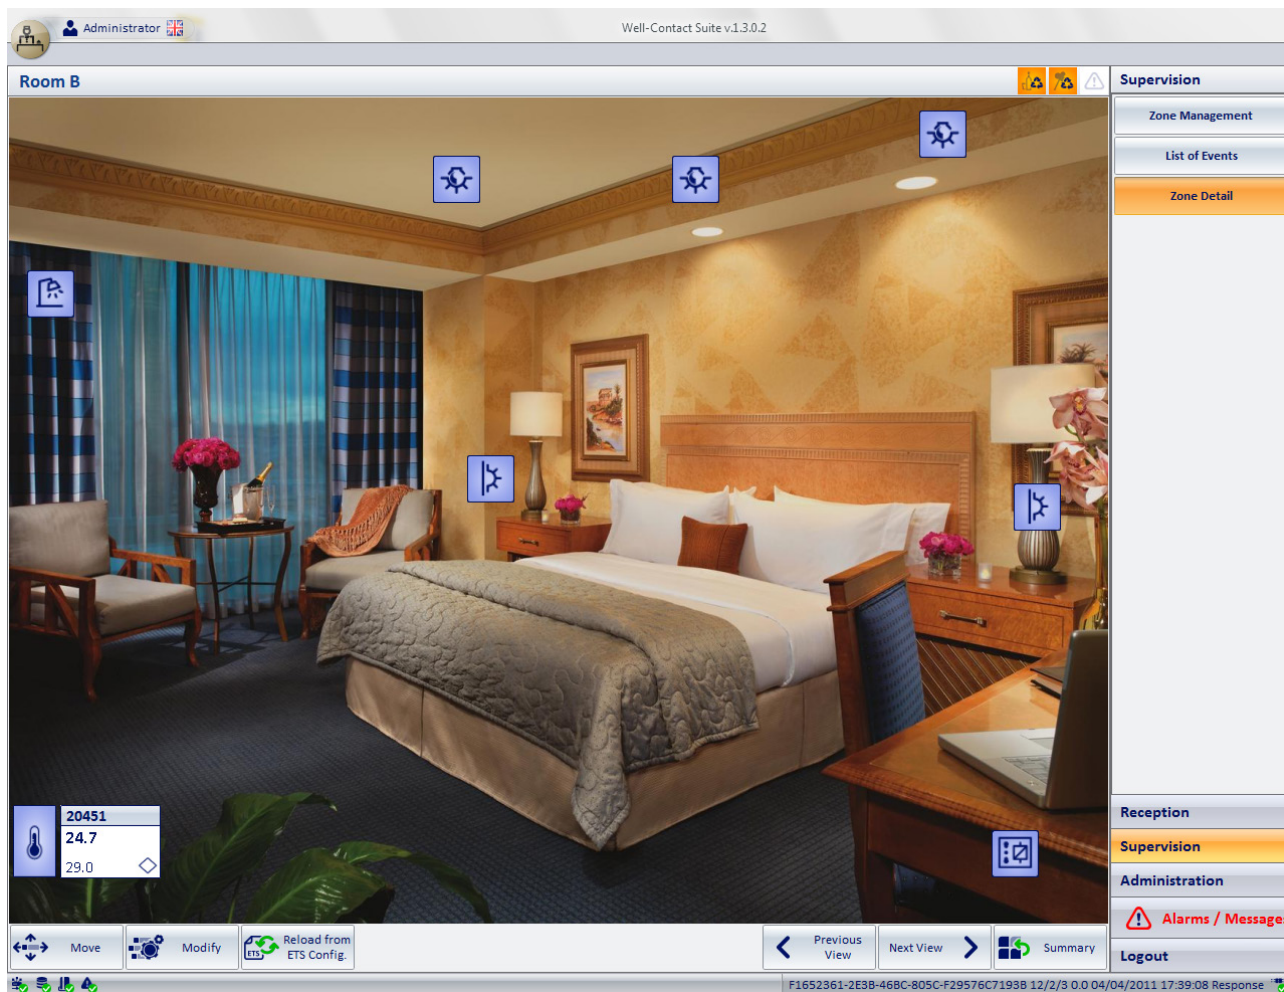 Administrator
Well-Contact Suite v.1.3.0.2
Room B
Supervision
Zone Management
List of Events
Zone Detail
20451
24.7
29.0
Reception
Supervision
Administration
Alarms / Message
Logout
Move
Modify
ETS
Reload from
ETS Config.
Previous
View
Next View
Summary
F1652361-2E3B-46BC-805C-F29576C7193B 12/2/3 0.0 04/04/2011 17:39:08 Response